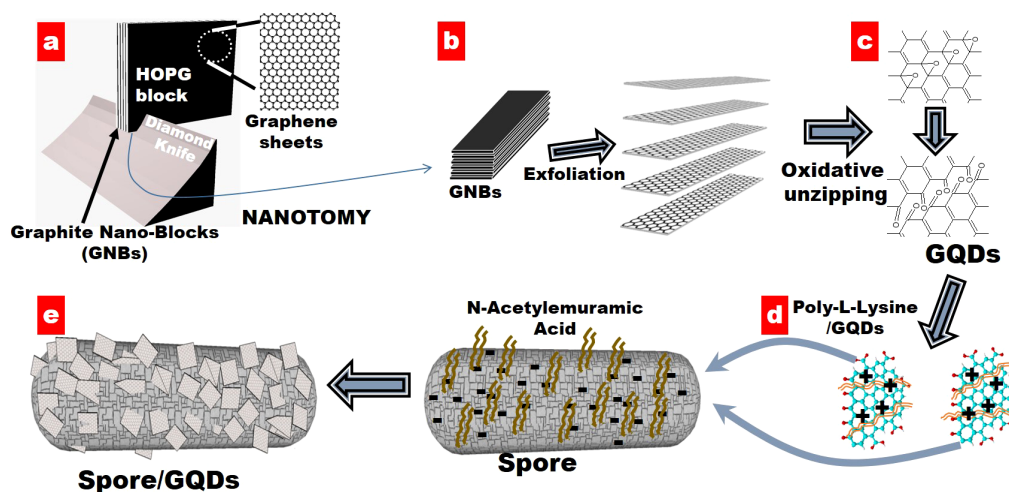 a
HOPG
block
Graphene
sheets
Diamond
Knife
NANOTOMY
Graphite Nano-Blocks
(GNBs)
b
GNBs
Exfoliation
Oxidative
unzipping
c
GQDs
d
Poly-L-Lysine
/GQDs
N-Acetylemuramic
Acid
Spore
e
Spore/GQDs